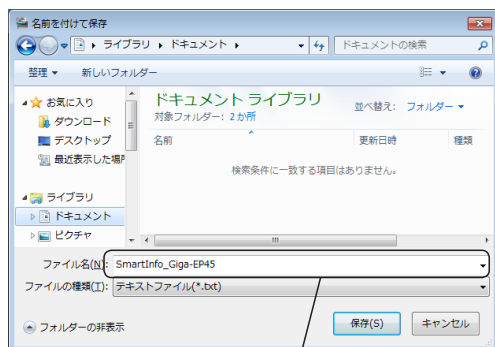 名前を付けて保存
ライブラリ ▸ ドキュメント ▸
ドキュメントの検索
整理 ▼ 新しいフォルダー
お気に入り
ダウンロード
デスクトップ
最近表示した場所
ライブラリ
ドキュメント
ピクチャ
ドキュメント ライブラリ
対象フォルダー: 2 か所
並べ替え: フォルダー ▼
名前 更新日時 種類
検索条件に一致する項目はありません。
ファイル名(N): SmartInfo_Giga-EP45
ファイルの種類(T): テキストファイル(*.txt)
フォルダーの非表示
保存(S)
キャンセル